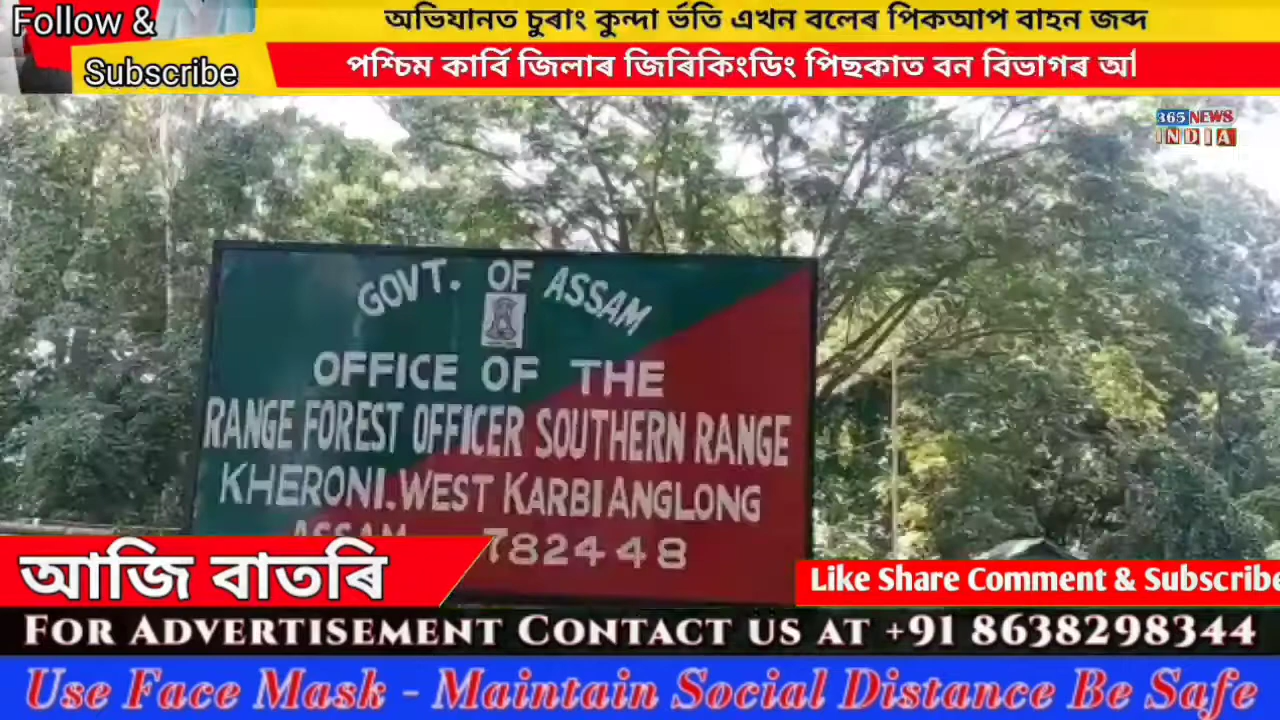 Follow &
Subscribe
অভিযানত চুৰাং কুন্দা ৰ্ভতি এখন বলেৰ পিকআপ বাহন জব্দ
পশ্চিম কাৰ্বি জিলাৰ জিৰিকিংডিং পিছকাত বন বিভাগৰ
365 NEWS
INDIA
GOVT. OF ASSAM
OFFICE OF THE
RANGE FOREST OFFICER SOUTHERN RANGE
KHERONI. WEST KARBI ANGLONG
ASSAM 782448
আজি বাতৰি
Like Share Comment & Subscribe
FOR ADVERTISEMENT CONTACT US AT +91 8638298344
Use Face Mask - Maintain Social Distance Be Safe